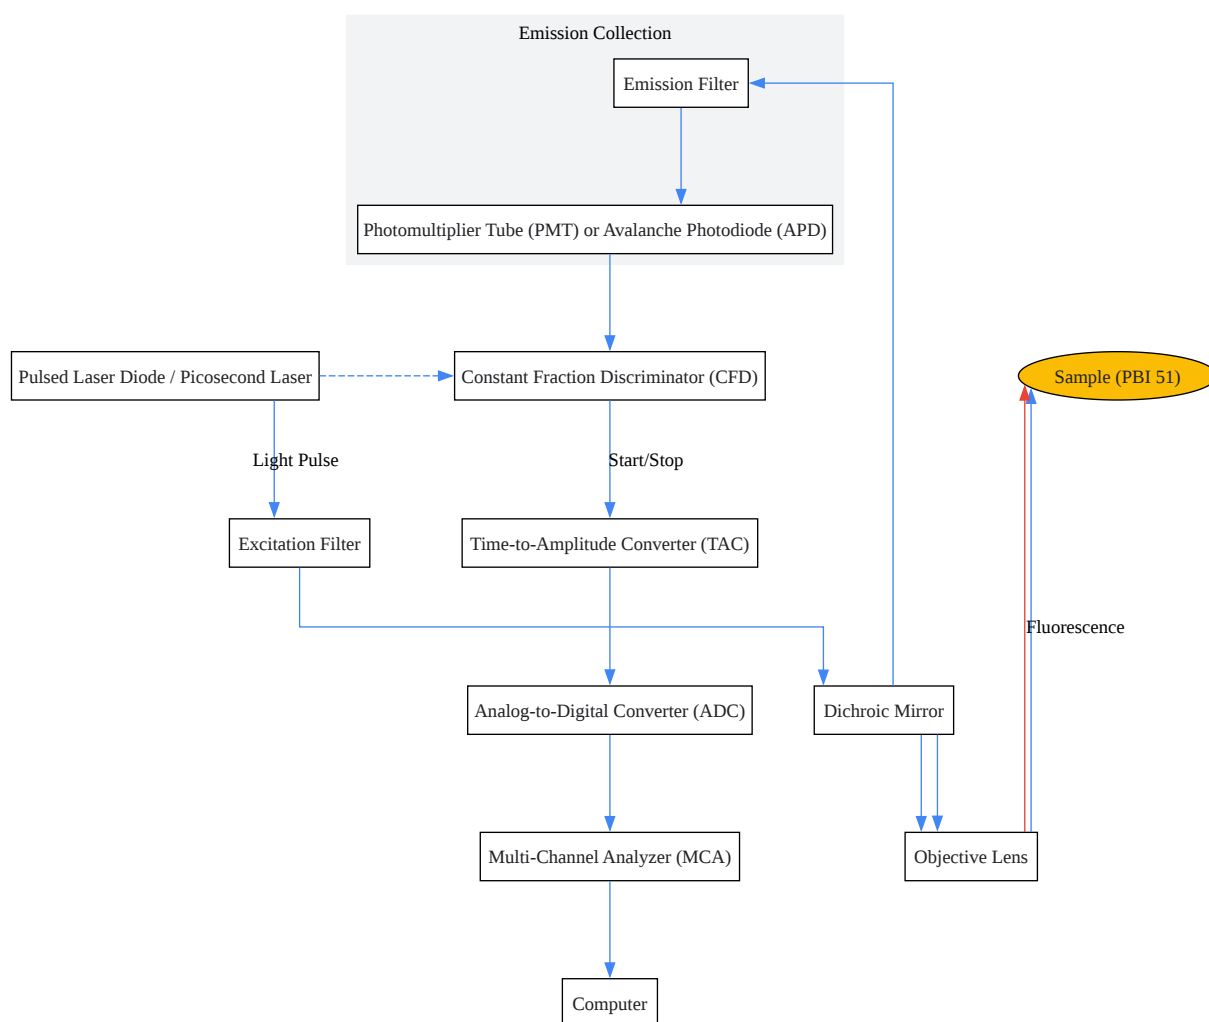 Emission Collection
Emission Filter
Photomultiplier Tube (PMT) or Avalanche Photodiode (APD)
Pulsed Laser Diode / Picosecond Laser
Constant Fraction Discriminator (CFD)
Sample (PBI 51)
Light Pulse
Start/Stop
Excitation Filter
Time-to-Amplitude Converter (TAC)
Fluorescence
Analog-to-Digital Converter (ADC)
Dichroic Mirror
Multi-Channel Analyzer (MCA)
Objective Lens
Computer